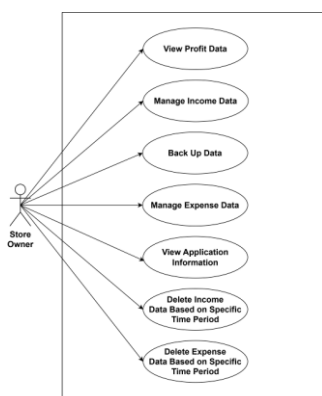 View Profit Data
Manage Income Data
Back Up Data
Manage Expense Data
Store
Owner
View Application
Information
Delete Income
Data Based on Specific
Time Period
Delete Expense
Data Based on Specific
Time Period